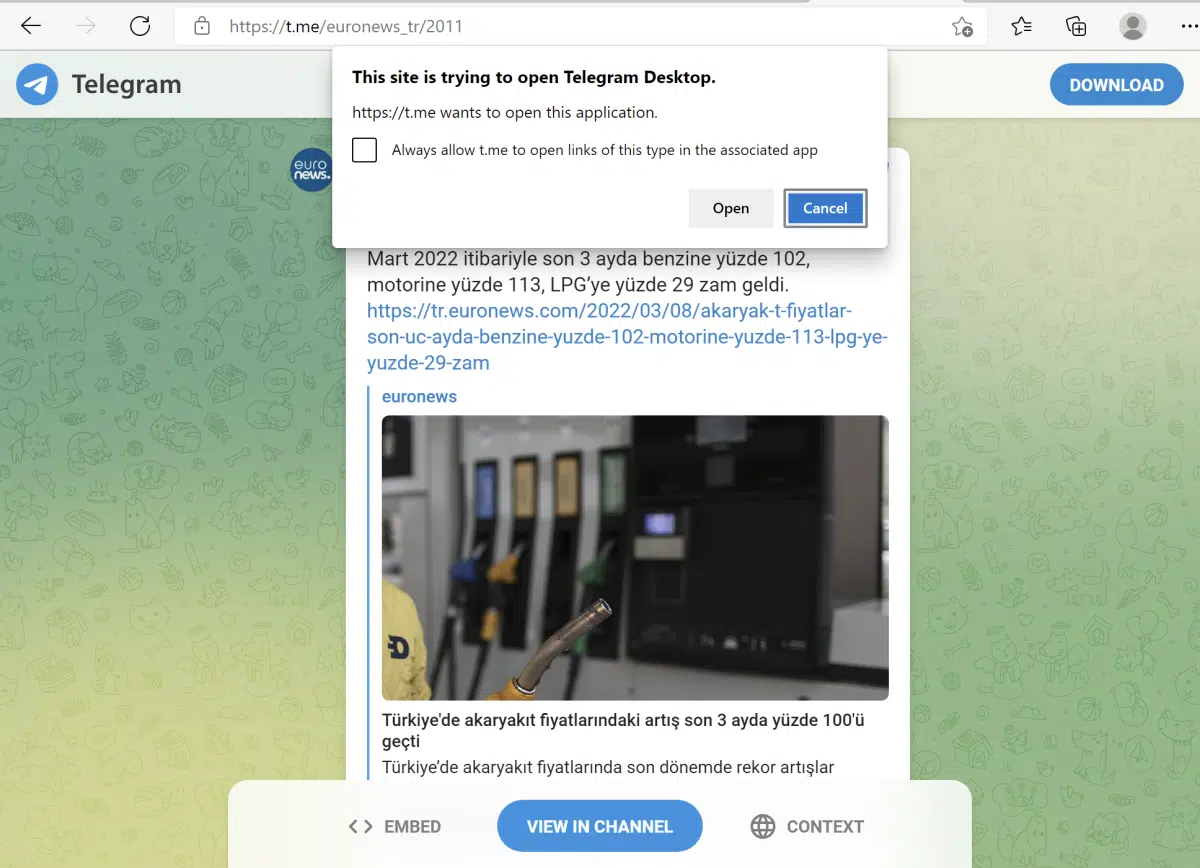 https://t.me/euronews_tr/2011
Telegram
DOWNLOAD
This site is trying to open Telegram Desktop.
https://t.me wants to open this application.
Always allow t.me to open links of this type in the associated app
Open
Cancel
euro
news.
Mart 2022 itibariyle son 3 ayda benzine yüzde 102,
motorine yüzde 113, LPG’ye yüzde 29 zam geldi.
https://tr.euronews.com/2022/03/08/akaryak-t-fiyatlar-
son-uc-ayda-benzine-yuzde-102-motorine-yuzde-113-lpg-ye-
yuzde-29-zam
euronews
Türkiye'de akaryakıt fiyatlarındaki artış son 3 ayda yüzde 100'ü
geçti
Türkiye’de akaryakıt fiyatlarında son dönemde rekor artışlar
EMBED
VIEW IN CHANNEL
CONTEXT